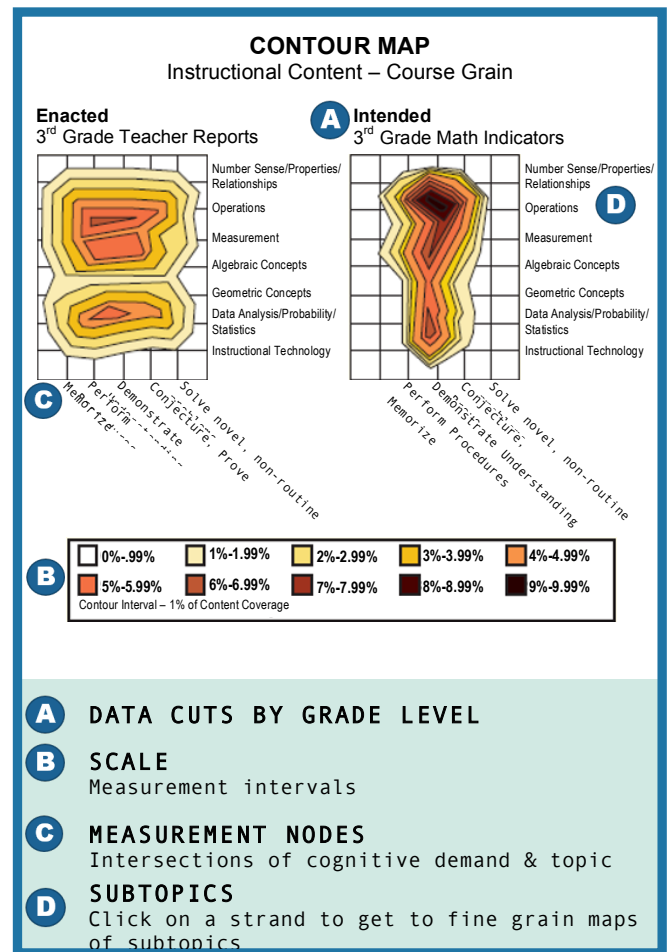 CONTOUR MAP
Instructional Content – Course Grain
Enacted
3rd Grade Teacher Reports
A
Intended
3rd Grade Math Indicators
Number Sense/Properties/
Relationships
Operations
Measurement
Algebraic Concepts
Geometric Concepts
Data Analysis/Probability/
Statistics
Instructional Technology
Number Sense/Properties/
Relationships
Operations
D
Measurement
Algebraic Concepts
Geometric Concepts
Data Analysis/Probability/
Statistics
Instructional Technology
C
Memorize
Perform
Demonstrate
Conjecture, Prove
Solve novel, non-routine
Memorize
Perform Procedures
Demonstrate Understanding
Conjecture,
Solve novel, non-routine
B
0%-.99%
1%-1.99%
2%-2.99%
3%-3.99%
4%-4.99%
5%-5.99%
6%-6.99%
7%-7.99%
8%-8.99%
9%-9.99%
Contour Interval – 1% of Content Coverage
A
DATA CUTS BY GRADE LEVEL
B
SCALE
Measurement intervals
C
MEASUREMENT NODES
Intersections of cognitive demand & topic
D
SUBTOPICS
Click on a strand to get to fine grain maps
of subtopics